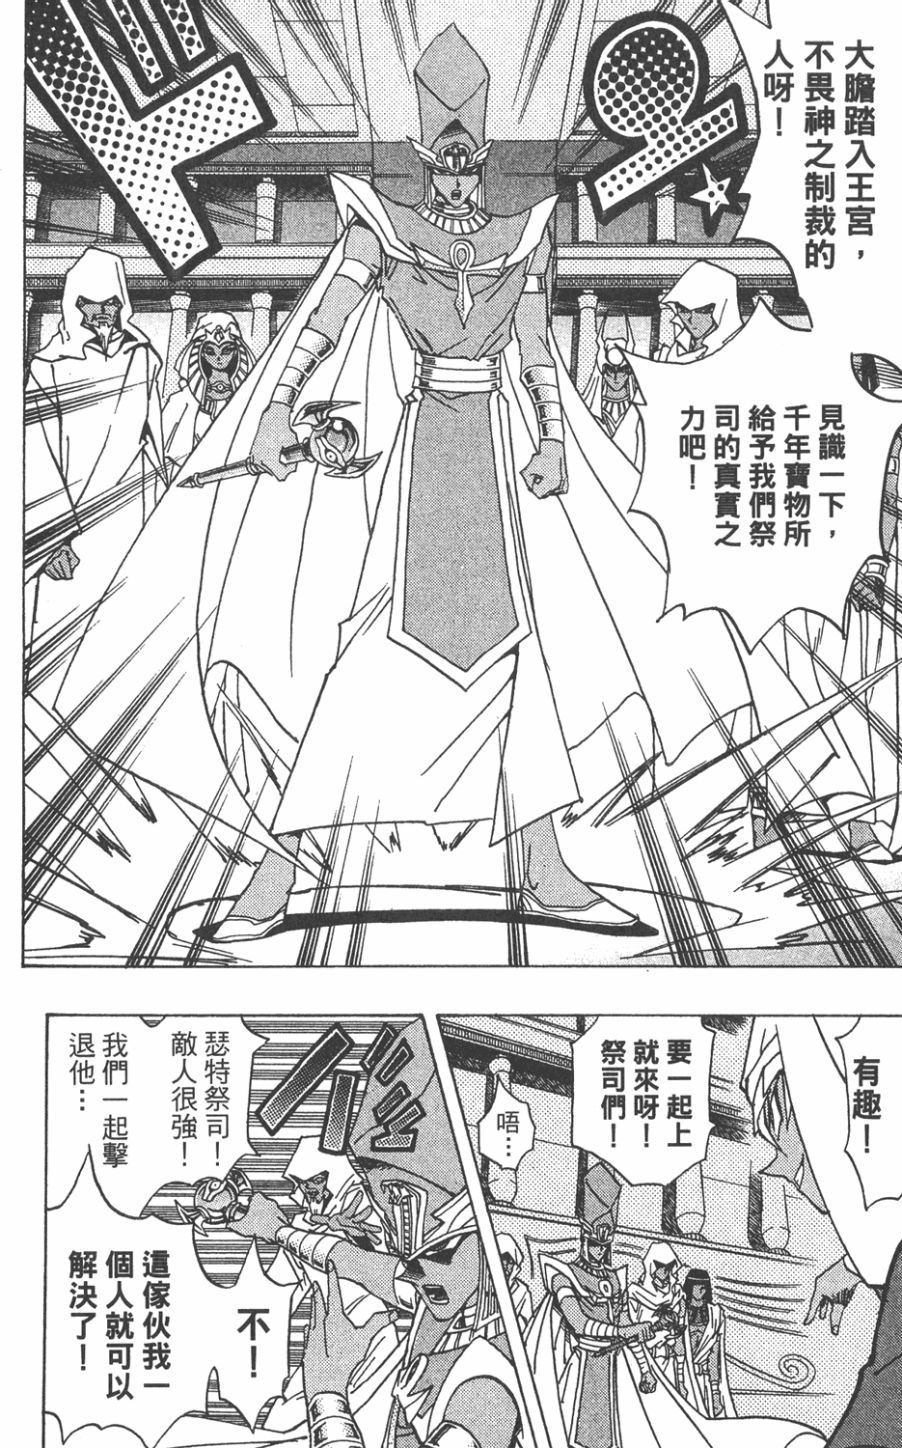 大膽踏入王宮，
不畏神之制裁的
人呀！
見識一下，
千年寶物所
給予我們祭
司的真實之
力吧！
ドン
有趣！
要一起上
就來呀！
祭司們！
唔…
瑟特祭司！
敵人很強！
我們一起擊
退他…
不！
這傢伙我一
個人就可以
解決了！